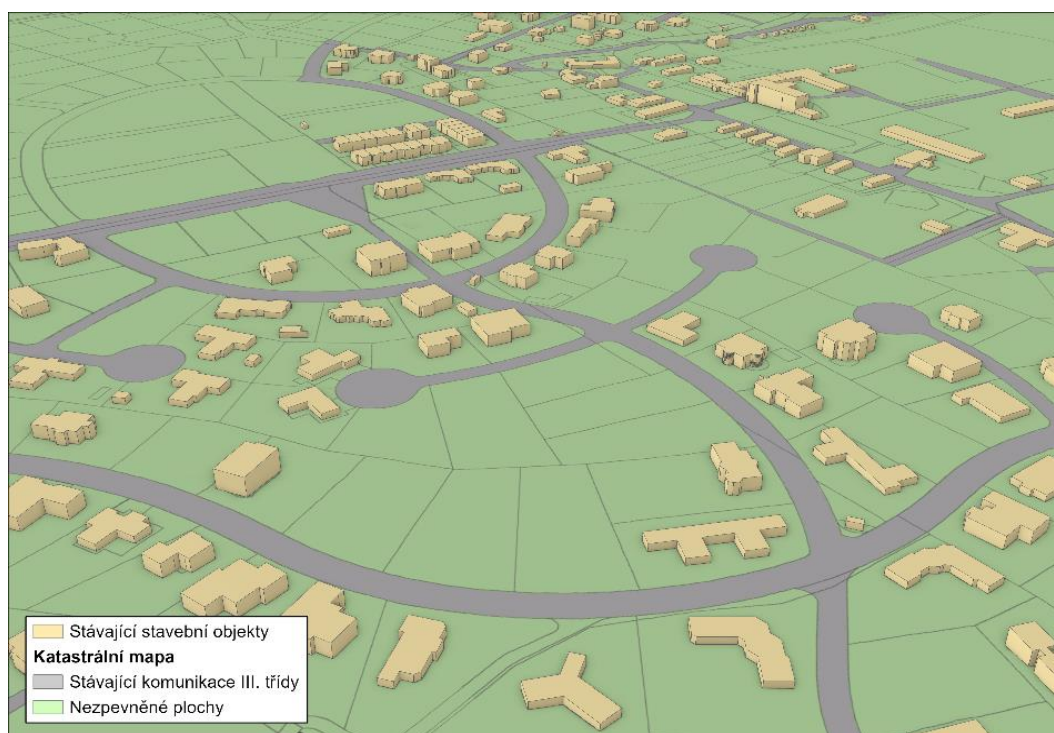 Stávající stavební objekty
Katastrální mapa
Stávající komunikace III. třídy
Nezpevněné plochy